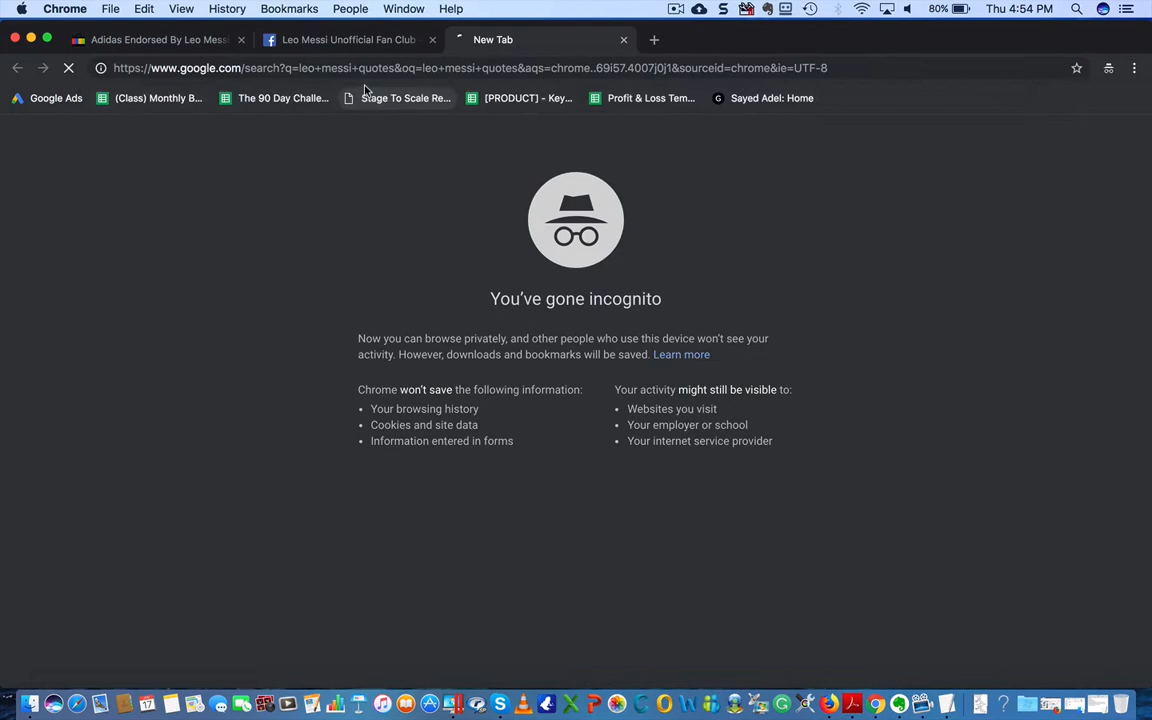 Chrome File Edit View History Bookmarks People Window Help 80% Thu 4:54 PM
Adidas Endorsed By Leo Messi Leo Messi Unofficial Fan Club New Tab
https://www.google.com/search?q=leo+messi+quotes&oq=leo+messi+quotes&aqs=chrome..69i57.4007j0j1&sourceid=chrome&ie=UTF-8
Google Ads (Class) Monthly B... The 90 Day Challe... Stage To Scale Re... [PRODUCT] - Key... Profit & Loss Tem... G Sayed Adel: Home
You've gone incognito
Now you can browse privately, and other people who use this device won't see your
activity. However, downloads and bookmarks will be saved. Learn more
Chrome won't save the following information:
• Your browsing history
• Cookies and site data
• Information entered in forms
Your activity might still be visible to:
• Websites you visit
• Your employer or school
• Your internet service provider